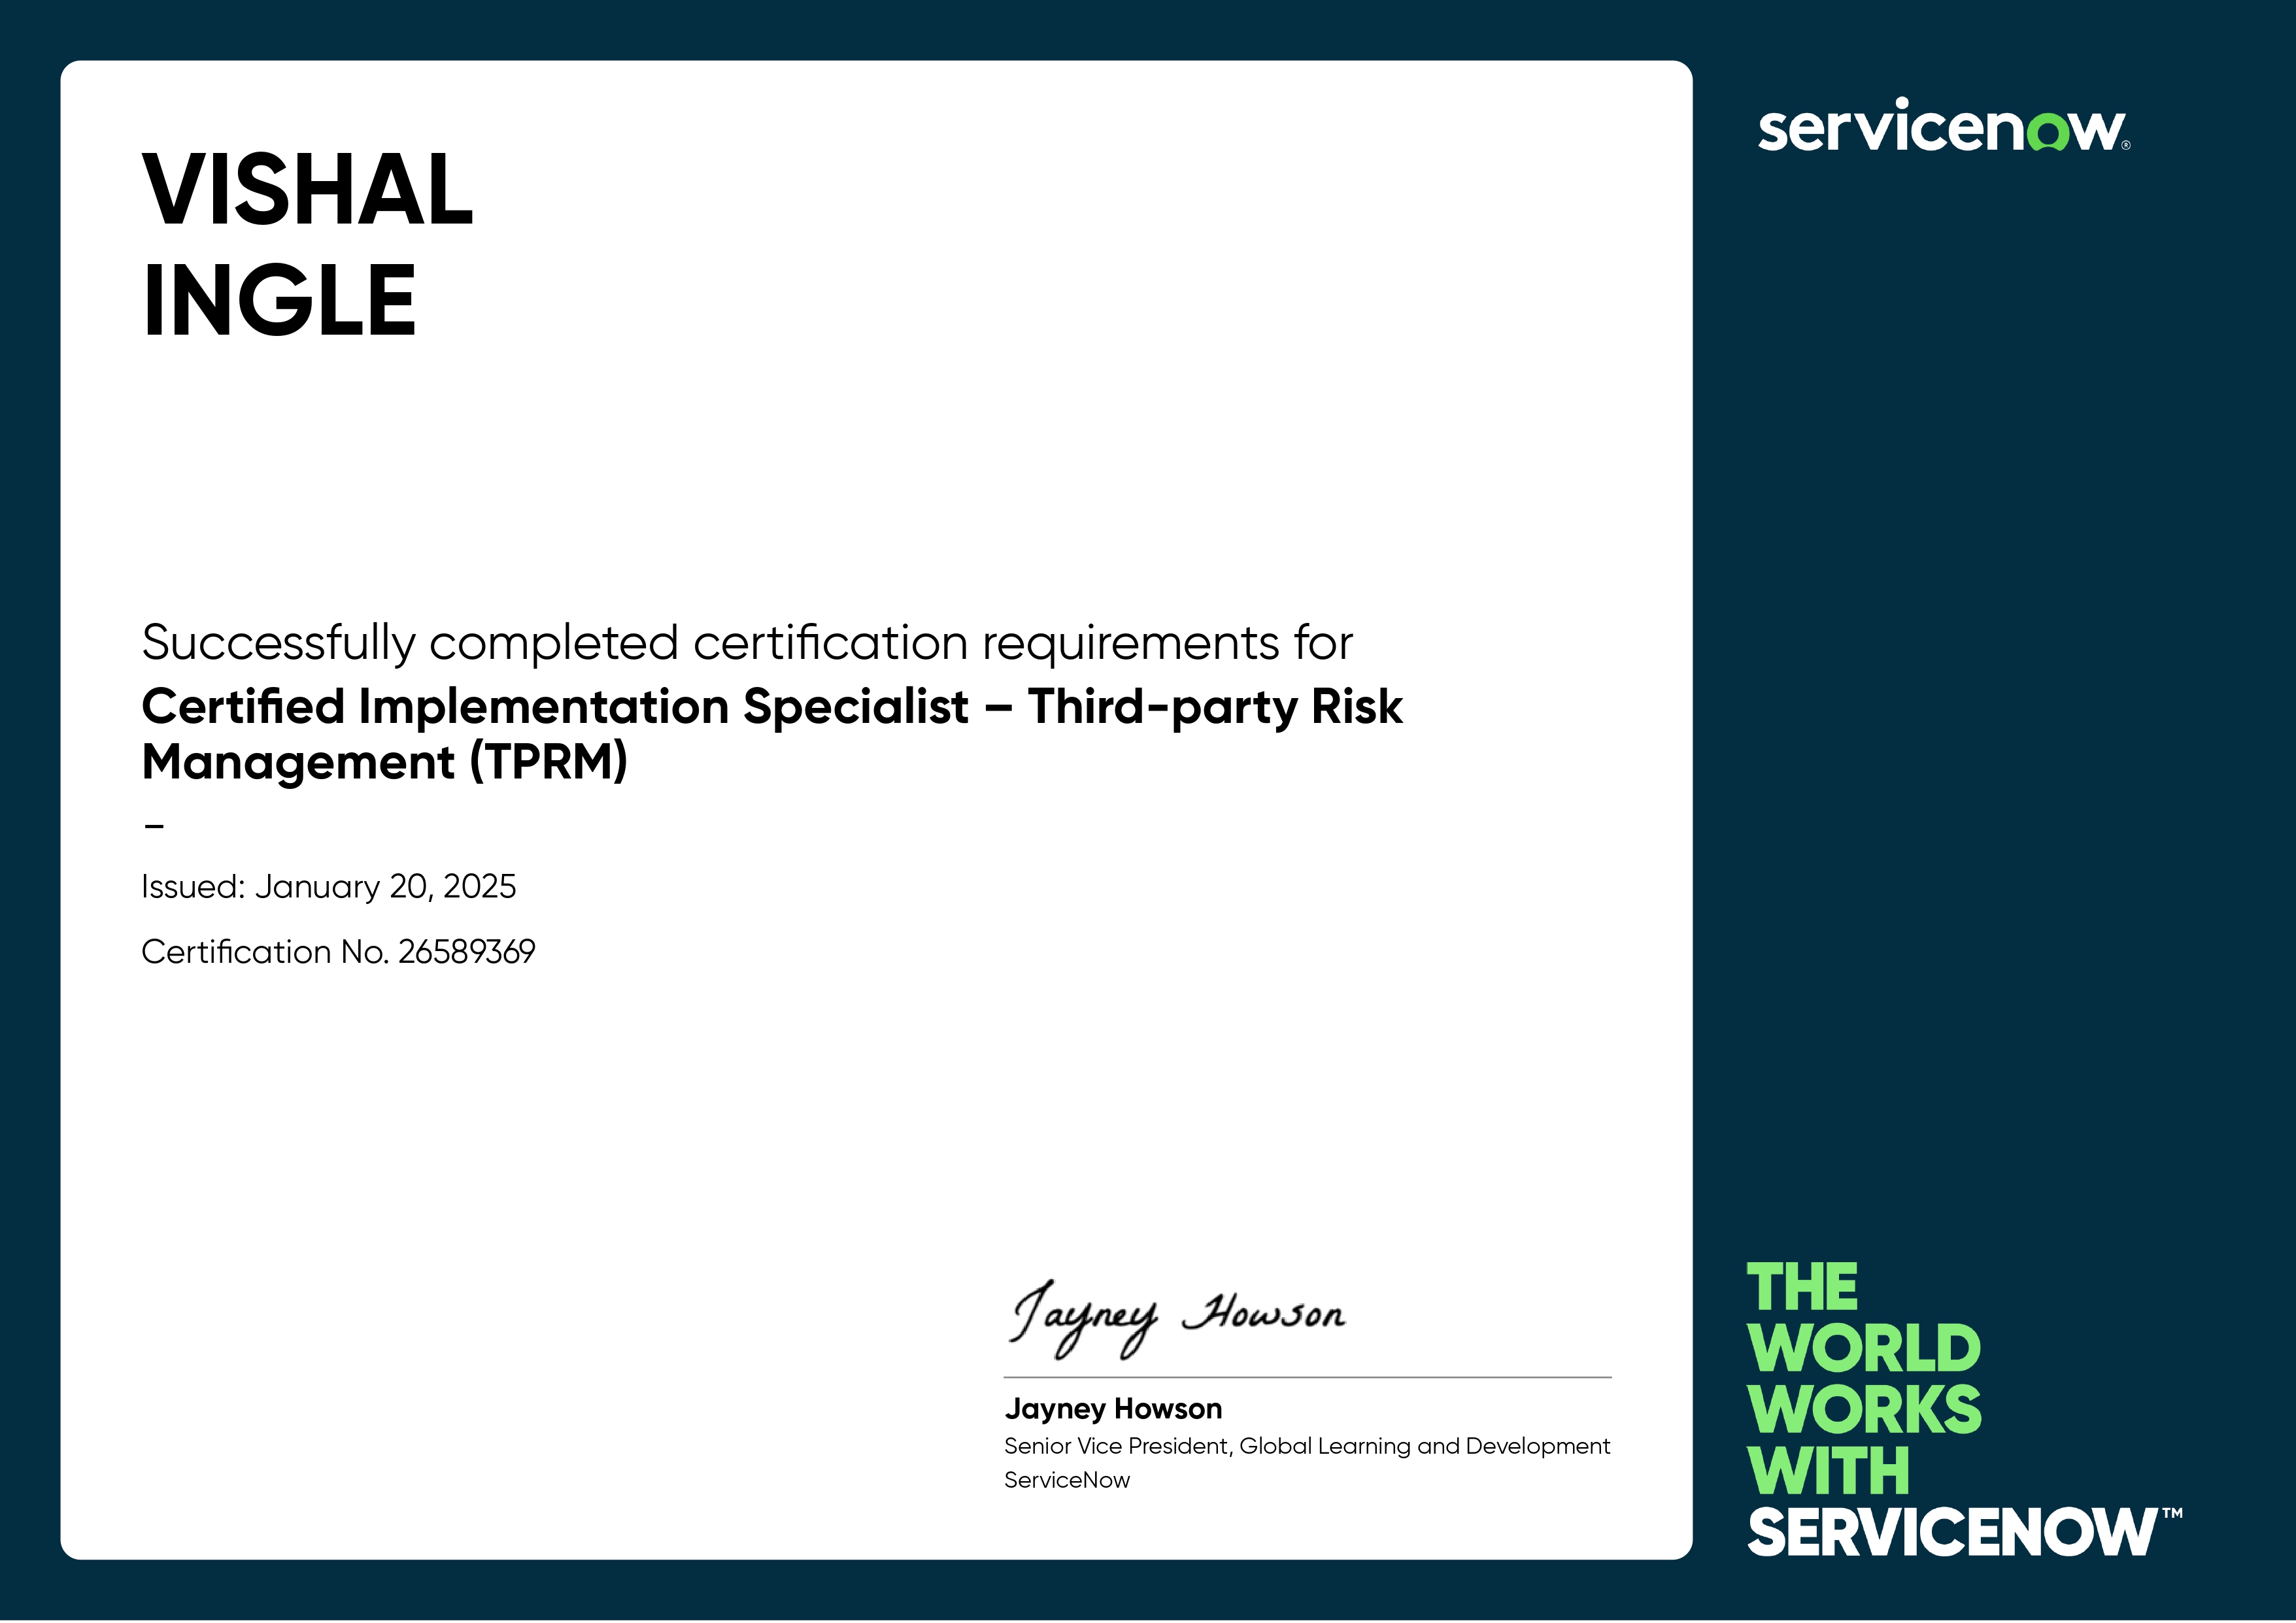 VISHAL
INGLE
servicenow®
Successfully completed certification requirements for
Certified Implementation Specialist – Third-party Risk
Management (TPRM)
–
Issued: January 20, 2025
Certification No. 26589369
Jayney Howson
Jayney Howson
Senior Vice President, Global Learning and Development
ServiceNow
THE
WORLD
WORKS
WITH
SERVICENOW™